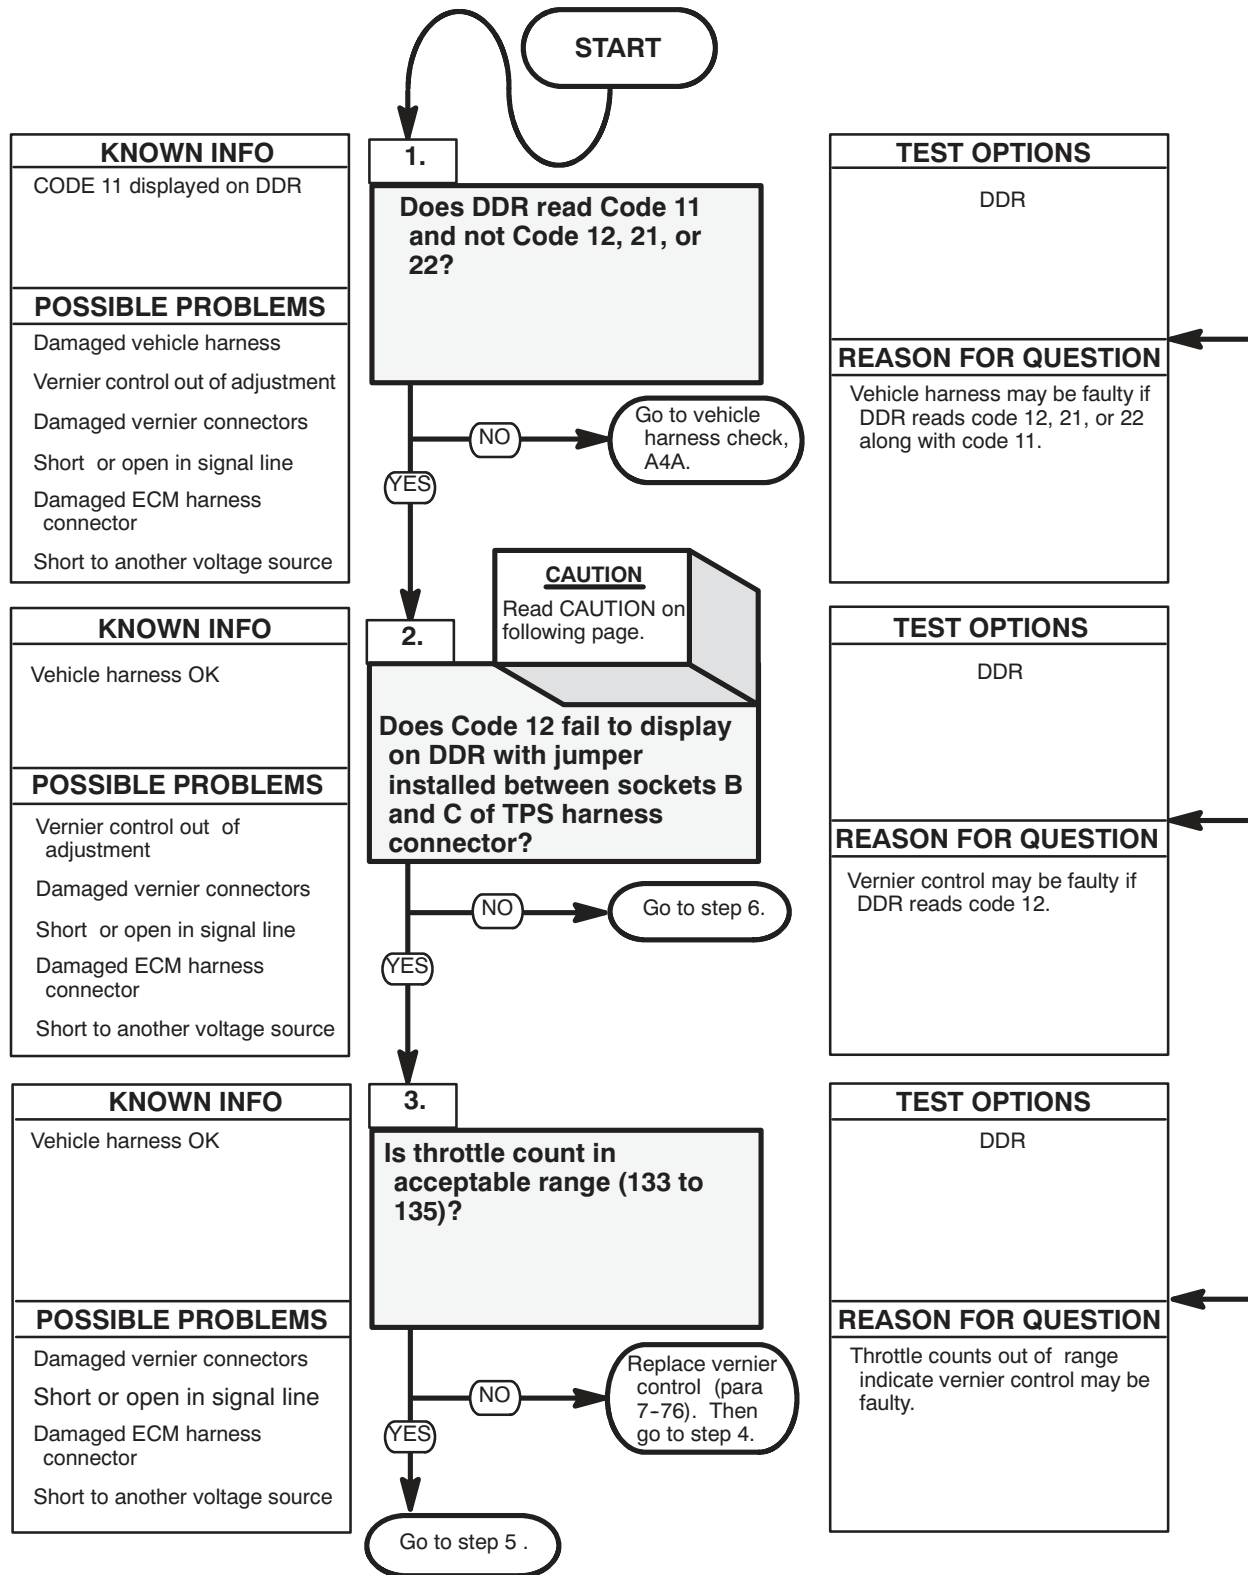 START
KNOWN INFO
CODE 11 displayed on DDR
POSSIBLE PROBLEMS
Damaged vehicle harness
Vernier control out of adjustment
Damaged vernier connectors
Short or open in signal line
Damaged ECM harness
connector
Short to another voltage source
1.
Does DDR read Code 11
and not Code 12, 21, or
22?
NO
Go to vehicle
harness check,
A4A.
YES
TEST OPTIONS
DDR
REASON FOR QUESTION
Vehicle harness may be faulty if
DDR reads code 12, 21, or 22
along with code 11.
KNOWN INFO
Vehicle harness OK
POSSIBLE PROBLEMS
Vernier control out of
adjustment
Damaged vernier connectors
Short or open in signal line
Damaged ECM harness
connector
Short to another voltage source
CAUTION
Read CAUTION on
following page.
2.
Does Code 12 fail to display
on DDR with jumper
installed between sockets B
and C of TPS harness
connector?
NO
Go to step 6.
YES
TEST OPTIONS
DDR
REASON FOR QUESTION
Vernier control may be faulty if
DDR reads code 12.
KNOWN INFO
Vehicle harness OK
POSSIBLE PROBLEMS
Damaged vernier connectors
Short or open in signal line
Damaged ECM harness
connector
Short to another voltage source
3.
Is throttle count in
acceptable range (133 to
135)?
NO
Replace vernier
control (para
7-76). Then
go to step 4.
YES
Go to step 5 .
TEST OPTIONS
DDR
REASON FOR QUESTION
Throttle counts out of range
indicate vernier control may be
faulty.